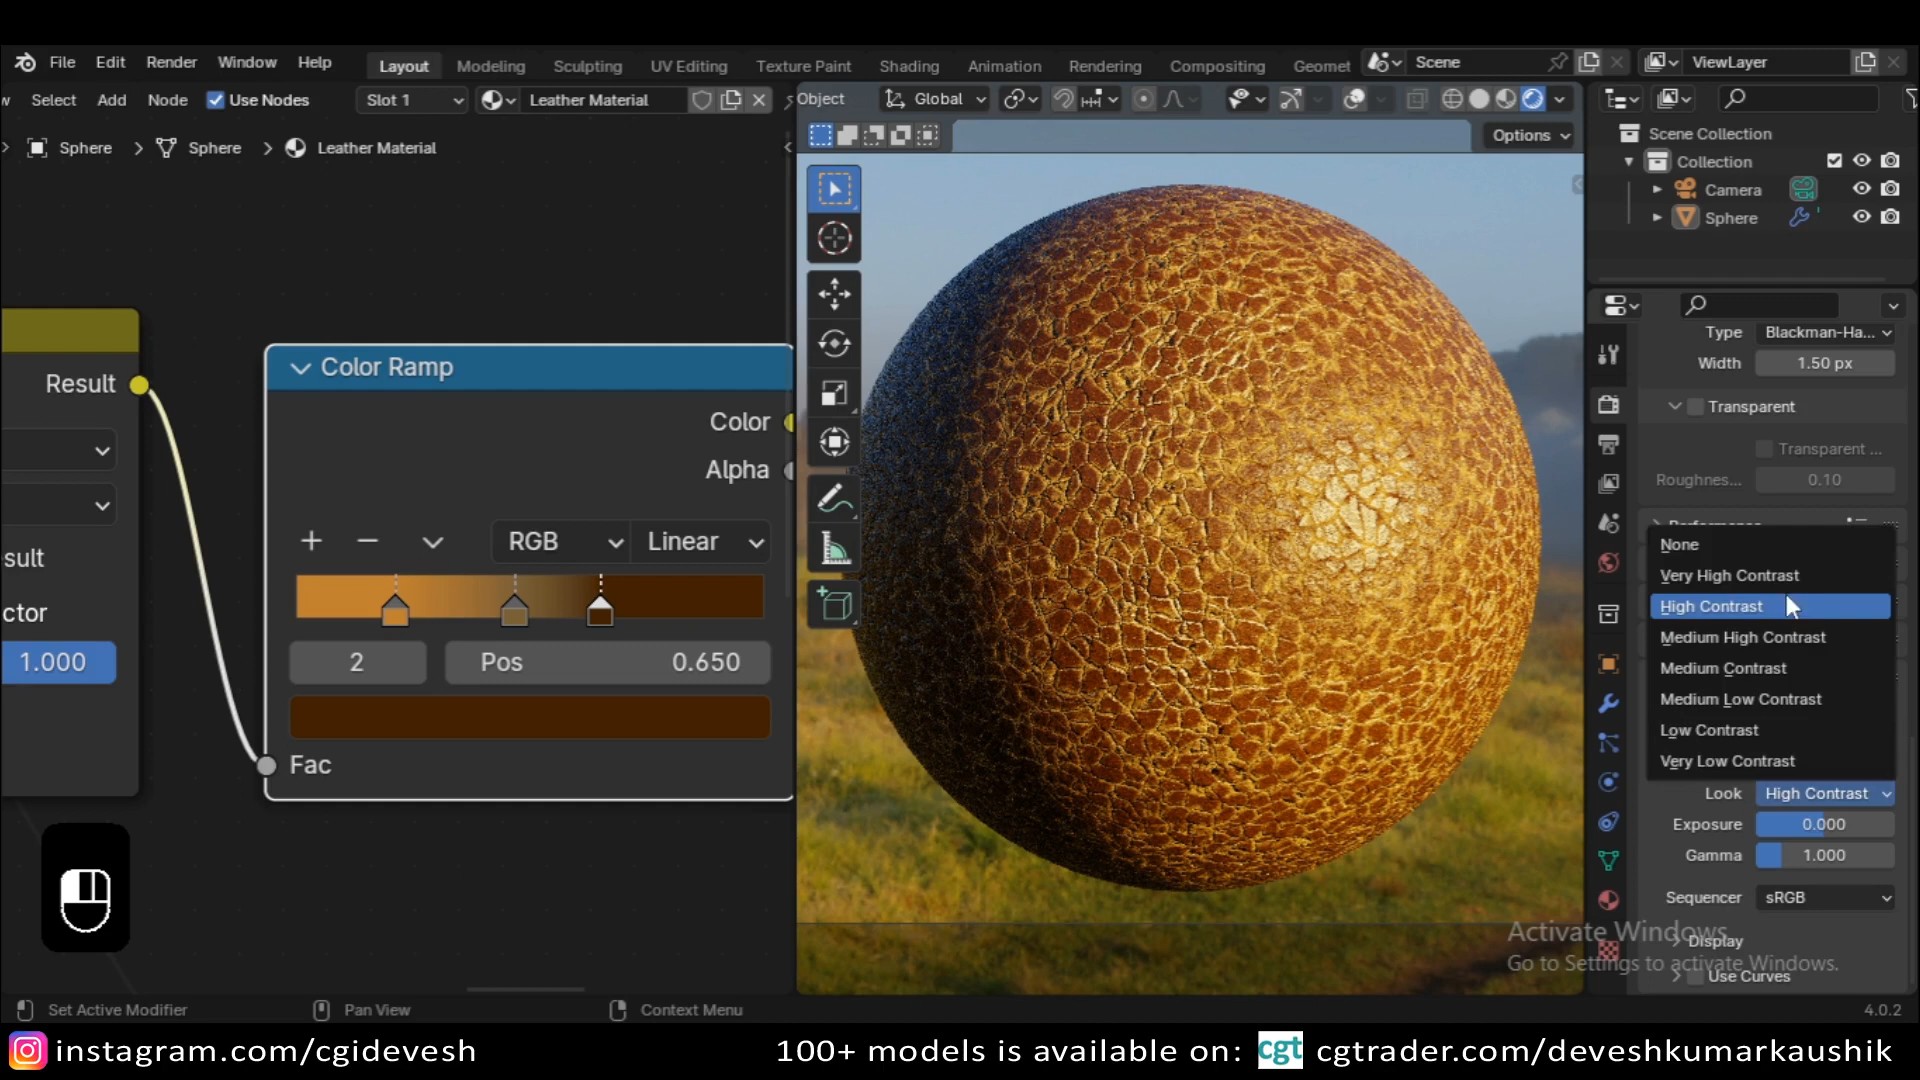 File Edit Render Window Help Layout Modeling Sculpting UV Editing Texture Paint Shading Animation Rendering Compositing Geomet Scene ViewLayer
Select Add Node Use Nodes Slot 1 Leather Material Object Global
Options
Sphere Sphere Leather Material
Scene Collection
Collection
Camera
Sphere
Color Ramp
Result
Color
Alpha
RGB Linear
sult
ctor
1.000
2 Pos 0.650
Fac
Type Blackman-Ha...
Width 1.50 px
Transparent
Transparent ...
Roughnes... 0.10
Performance
None
Very High Contrast
High Contrast
Medium High Contrast
Medium Contrast
Medium Low Contrast
Low Contrast
Very Low Contrast
Look High Contrast
Exposure 0.000
Gamma 1.000
Sequencer sRGB
Display
Use Curves
Activate Windows
Go to Settings to activate Windows.
Set Active Modifier Pan View Context Menu 4.0.2
instagram.com/cgidevesh 100+ models is available on: cgt cgtrader.com/deveshkumarkaushik